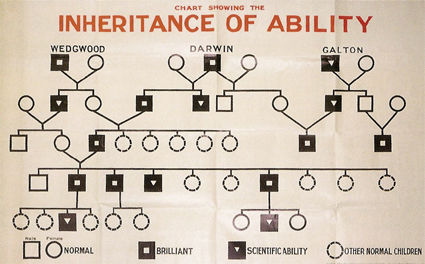 CHART SHOWING THE
INHERITANCE OF ABILITY
WEDGWOOD DARWIN GALTON
Male Female
NORMAL BRILLIANT SCIENTIFIC ABILITY OTHER NORMAL CHILDREN